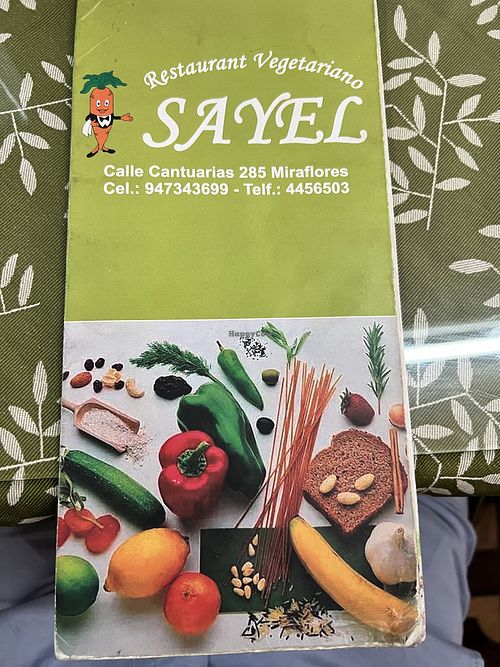 Restaurant Vegetariano
SAYEL
Calle Cantuarias 285 Miraflores
Cel.: 947343699 - Telf.: 4456503